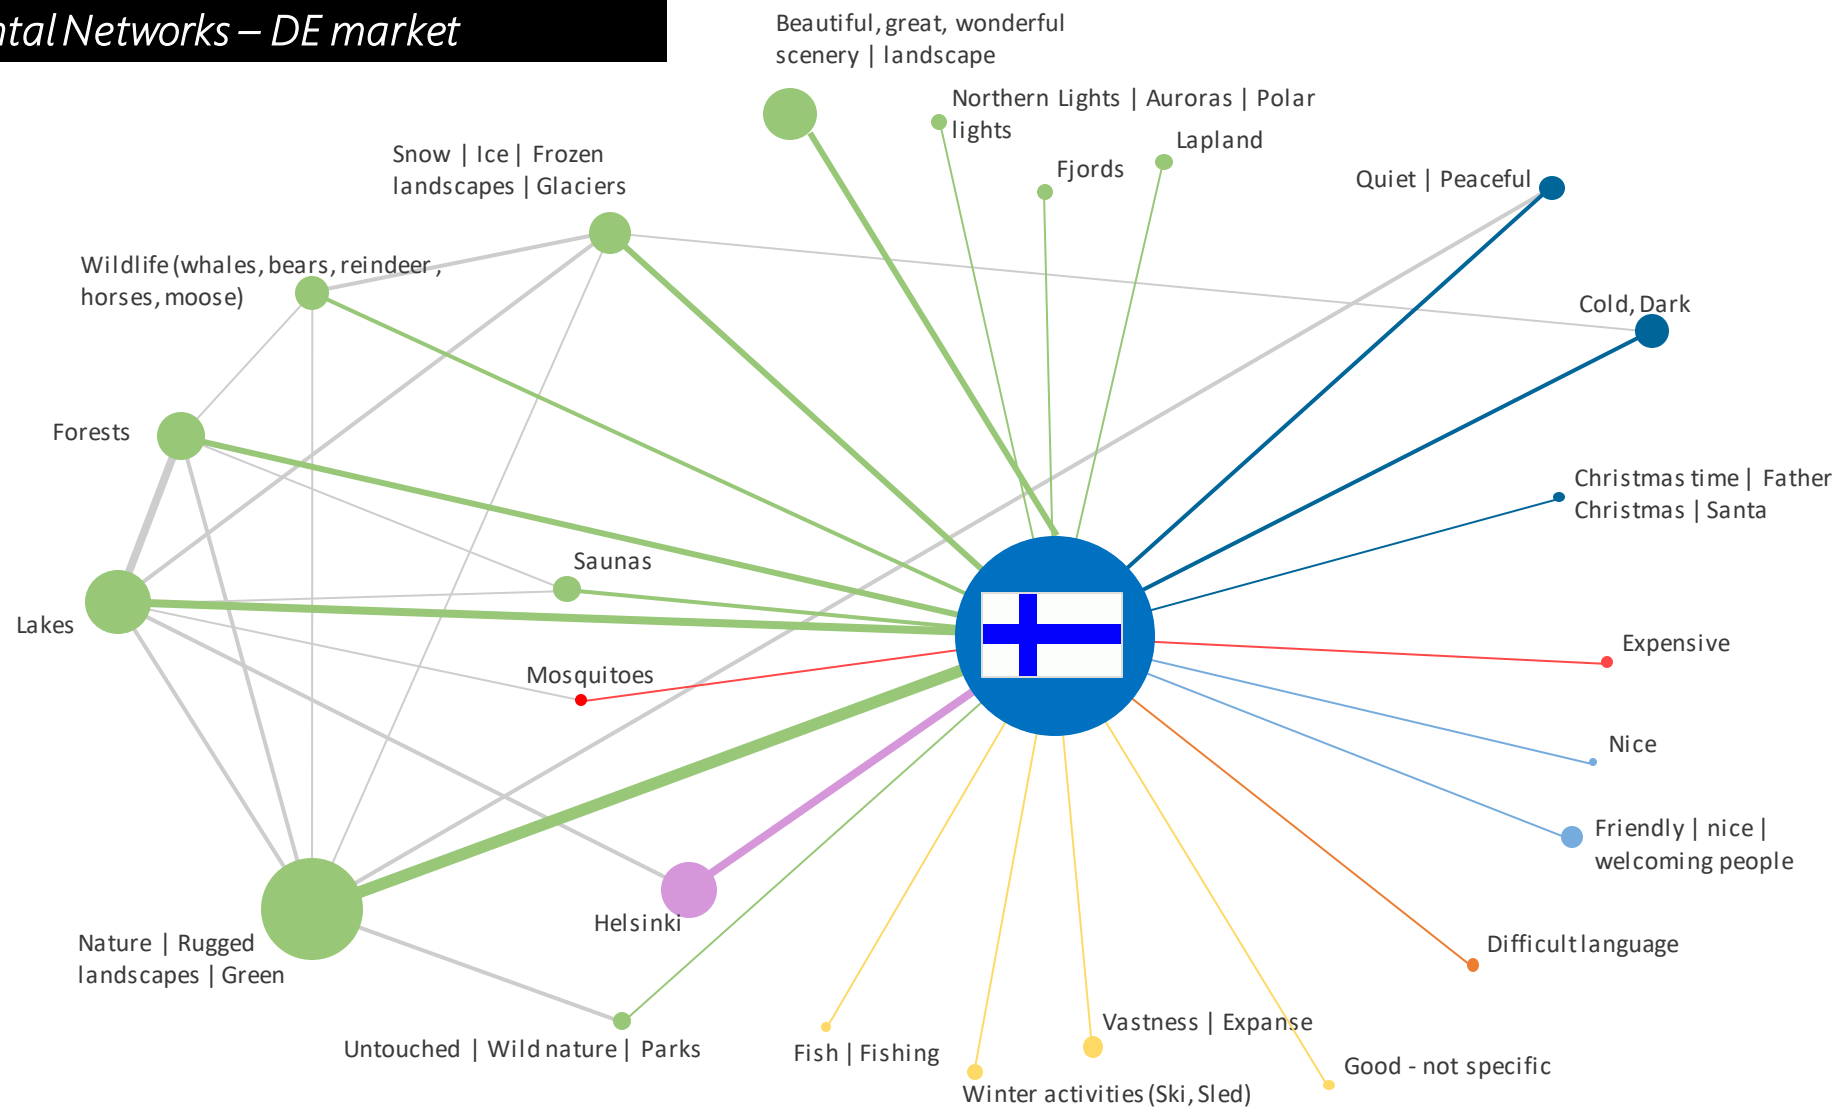 ntal Networks – DE market
Beautiful, great, wonderful
scenery | landscape
Northern Lights | Auroras | Polar
lights
Lapland
Fjords
Snow | Ice | Frozen
landscapes | Glaciers
Quiet | Peaceful
Wildlife (whales, bears, reindeer ,
horses, moose)
Cold, Dark
Forests
Christmas time | Father
Christmas | Santa
Saunas
Lakes
Expensive
Mosquitoes
Nice
Friendly | nice |
welcoming people
Helsinki
Nature | Rugged
landscapes | Green
Difficult language
Untouched | Wild nature | Parks
Vastness | Expanse
Fish | Fishing
Good - not specific
Winter activities (Ski, Sled)